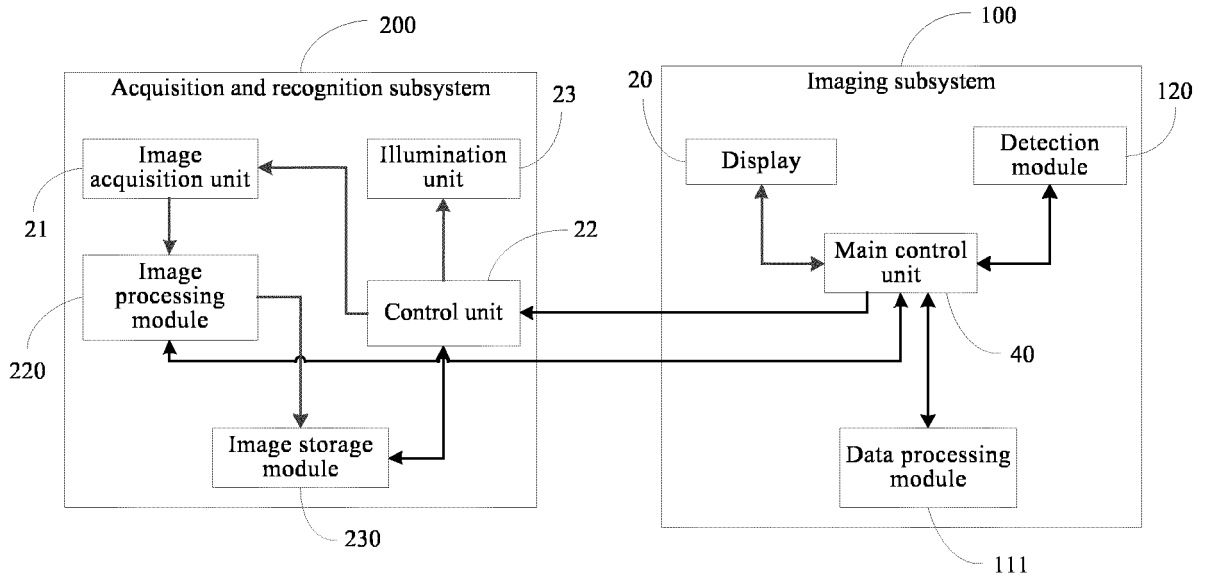 200
100
Acquisition and recognition subsystem
23
Imaging subsystem
20
120
Image
acquisition unit
Illumination
unit
Display
Detection
module
21
22
Main control
unit
Image
processing
module
Control unit
220
40
Image storage
module
Data processing
module
230
111